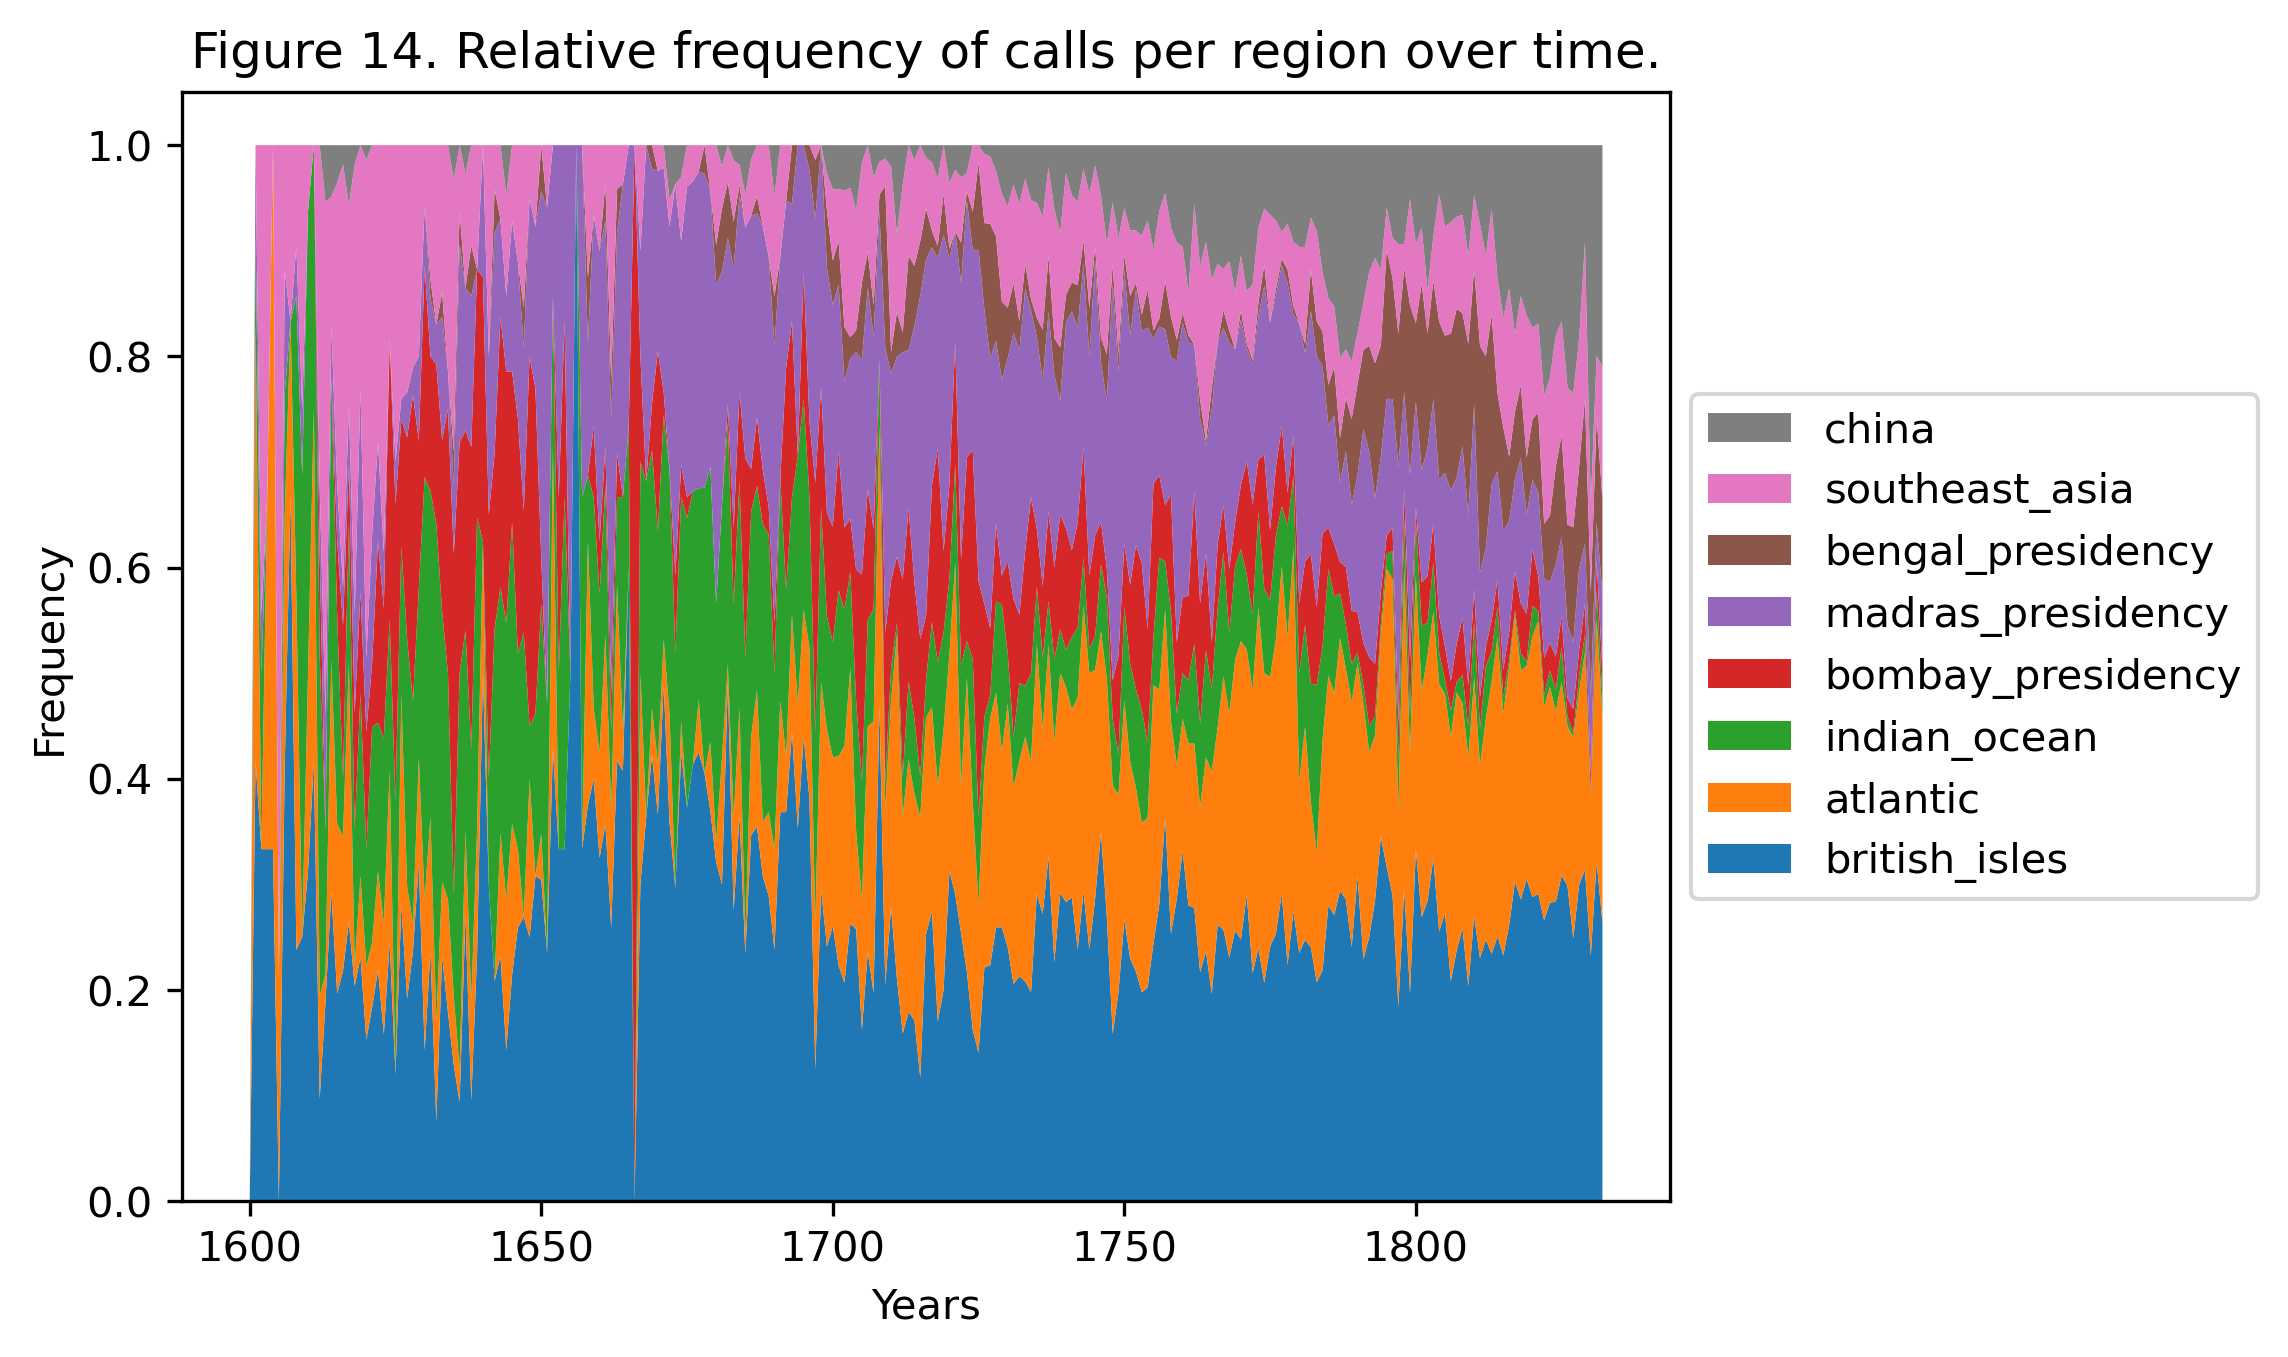 Figure 14. Relative frequency of calls per region over time.
1.0
0.8
0.6
0.4
0.2
0.0
Frequency
1600 1650 1700 1750 1800
Years
china
southeast_asia
bengal_presidency
madras_presidency
bombay_presidency
indian_ocean
atlantic
british_isles